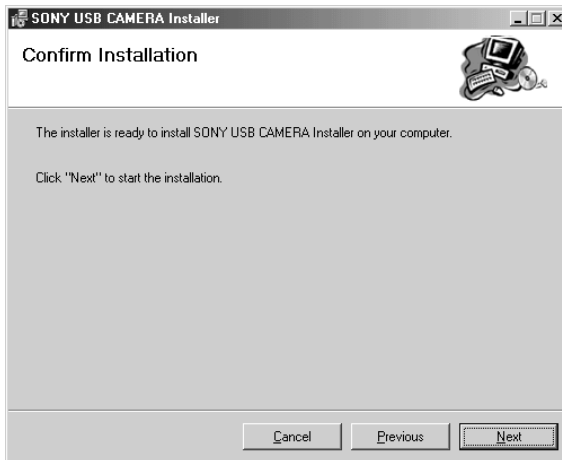 SONY USB CAMERA Installer
Confirm Installation
The installer is ready to install SONY USB CAMERA Installer on your computer.
Click "Next" to start the installation.
Cancel Previous Next